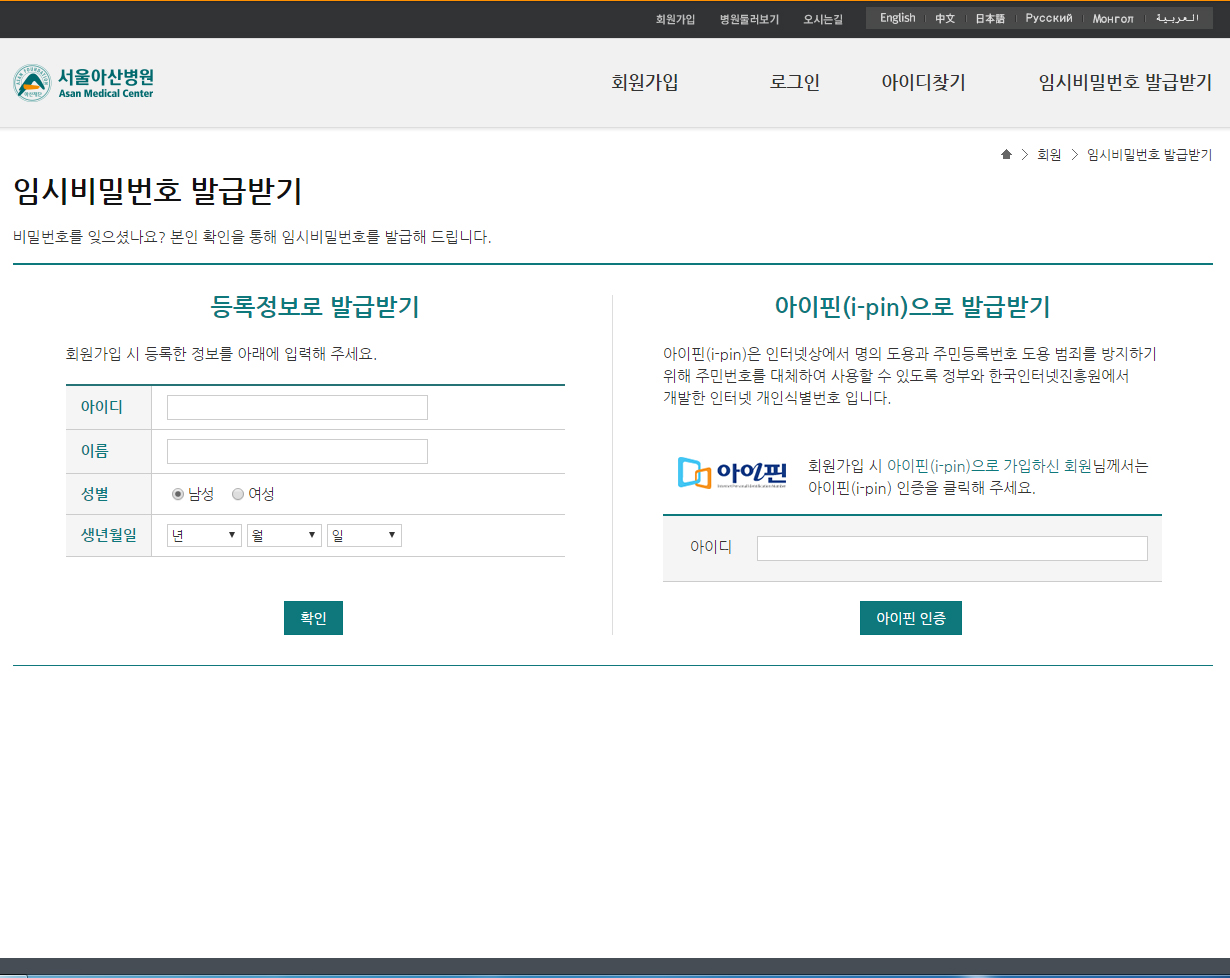 회원가입 병원둘러보기 오시는길 English 中文 日本語 Русский Монгол العربية
서울아산병원
Asan Medical Center
회원가입 로그인 아이디찾기 임시비밀번호 발급받기
회원 임시비밀번호 발급받기
임시비밀번호 발급받기
비밀번호를 잊으셨나요? 본인 확인을 통해 임시비밀번호를 발급해 드립니다.
등록정보로 발급받기
회원가입 시 등록한 정보를 아래에 입력해 주세요.
아이디
이름
성별 남성 여성
생년월일 년 월 일
확인
아이핀(i-pin)으로 발급받기
아이핀(i-pin)은 인터넷상에서 명의 도용과 주민등록번호 도용 범죄를 방지하기
위해 주민번호를 대체하여 사용할 수 있도록 정부와 한국인터넷진흥원에서
개발한 인터넷 개인식별번호 입니다.
아이핀
회원가입 시 아이핀(i-pin)으로 가입하신 회원님께서는
아이핀(i-pin) 인증을 클릭해 주세요.
아이디
아이핀 인증